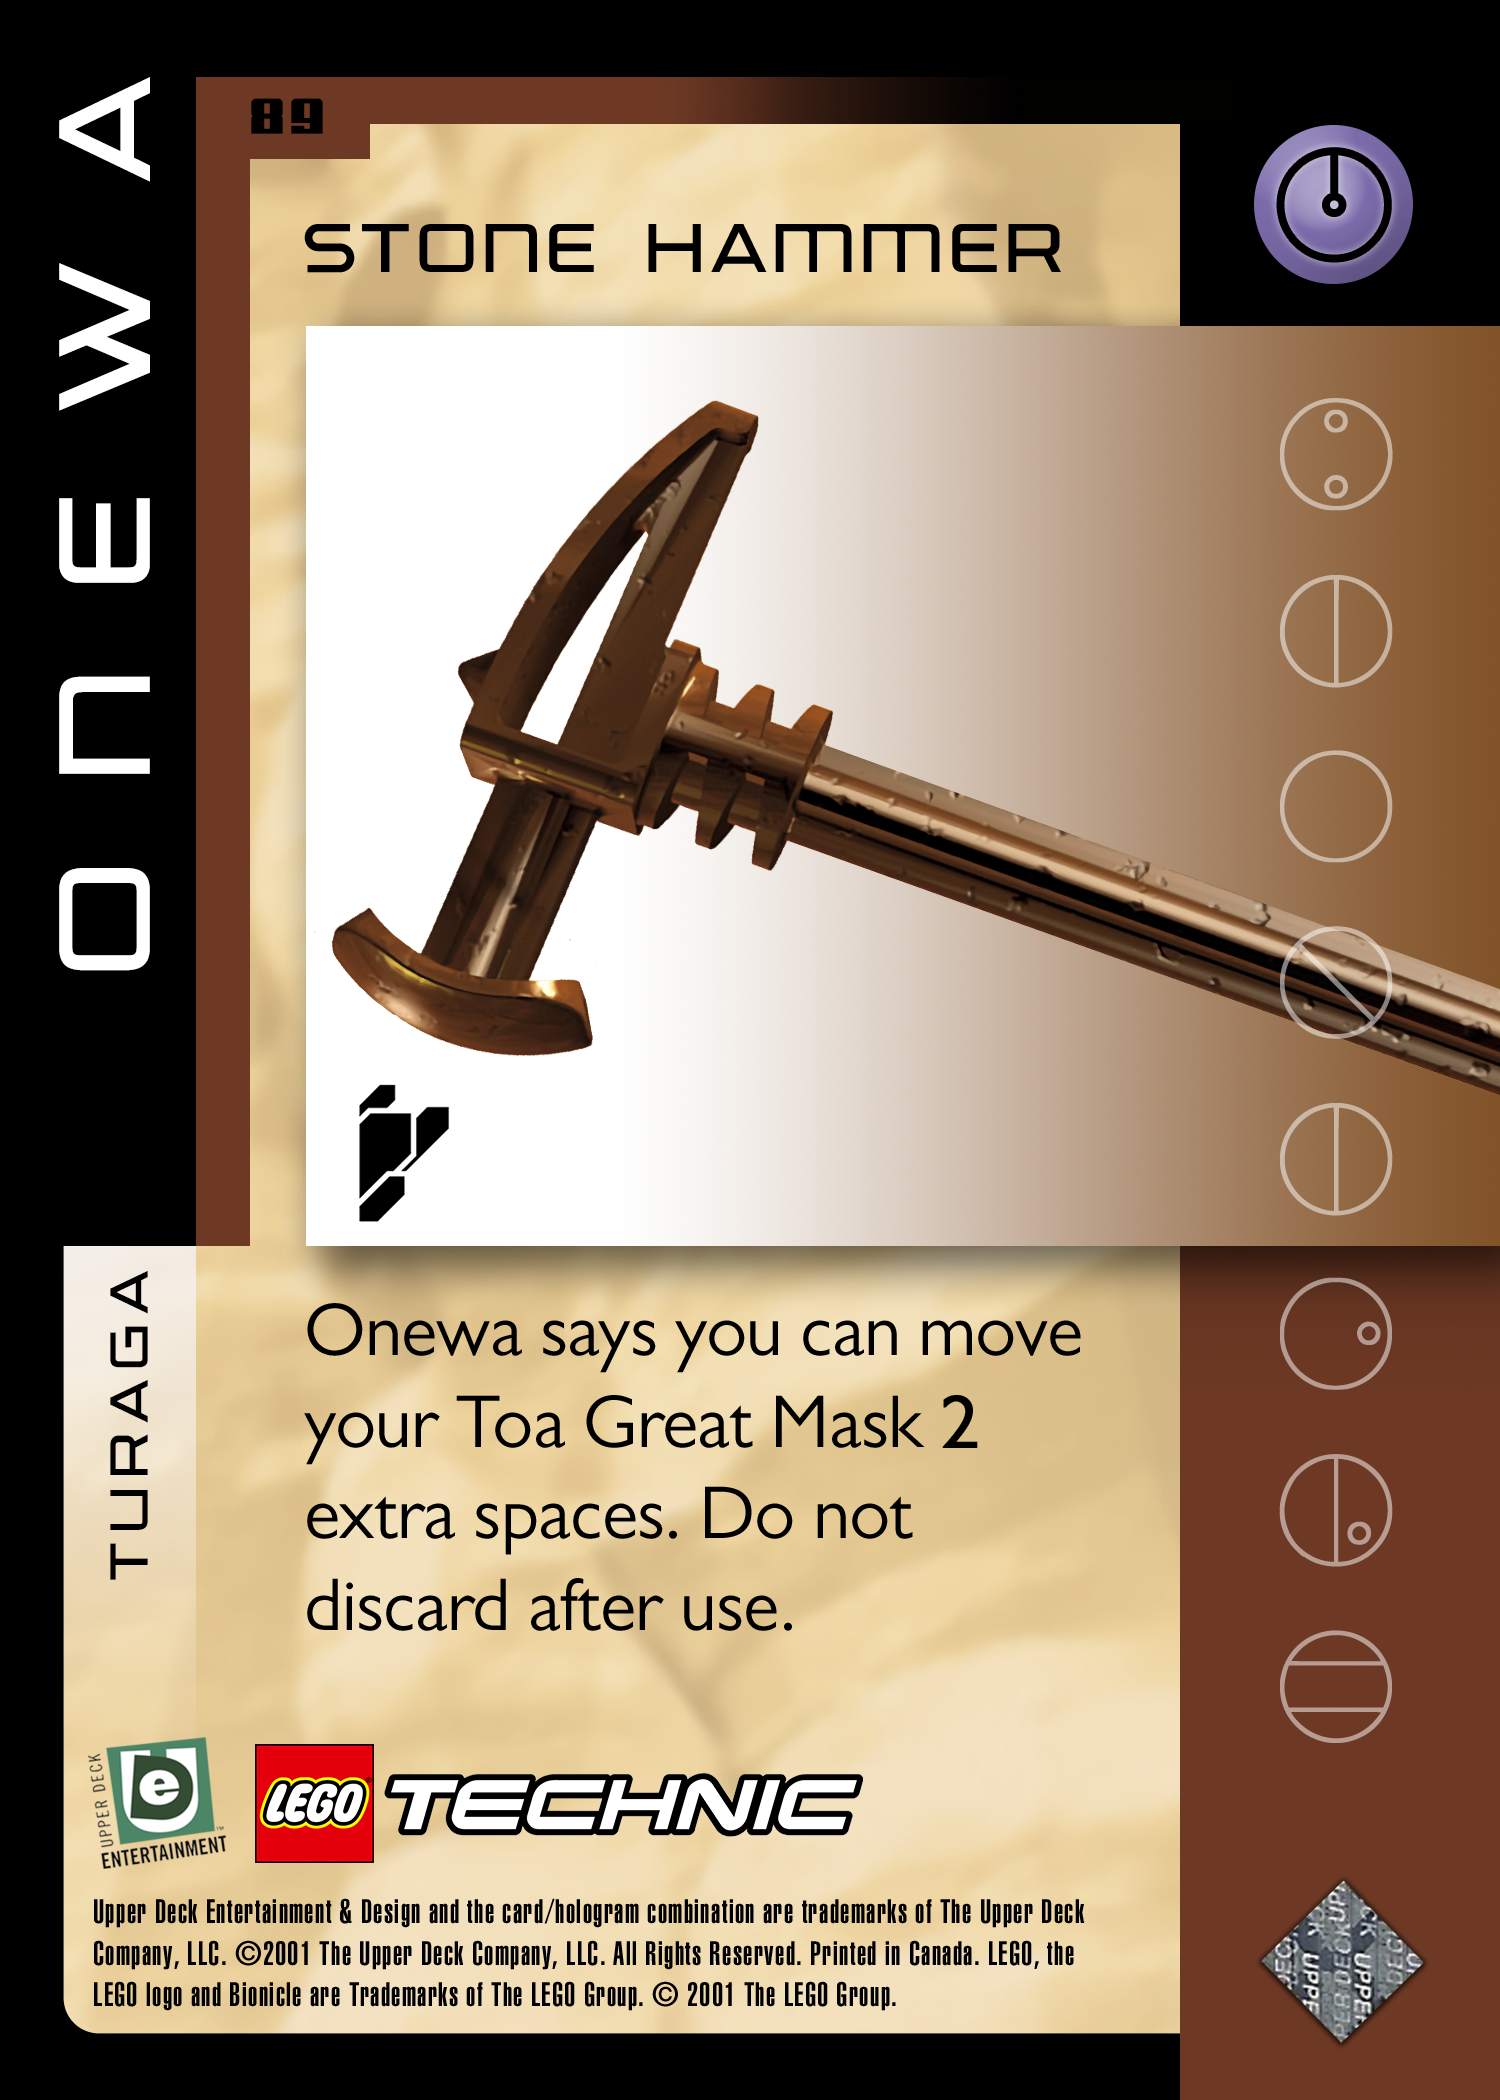 ONEWA
89
STONE HAMMER
TURAGA
Onewa says you can move
your Toa Great Mask 2
extra spaces. Do not
discard after use.
UPPER DECK
e
ENTERTAINMENT™
LEGO TECHNIC
Upper Deck Entertainment & Design and the card/hologram combination are trademarks of The Upper Deck
Company, LLC. ©2001 The Upper Deck Company, LLC. All Rights Reserved. Printed in Canada. LEGO, the
LEGO logo and Bionicle are Trademarks of The LEGO Group. © 2001 The LEGO Group.